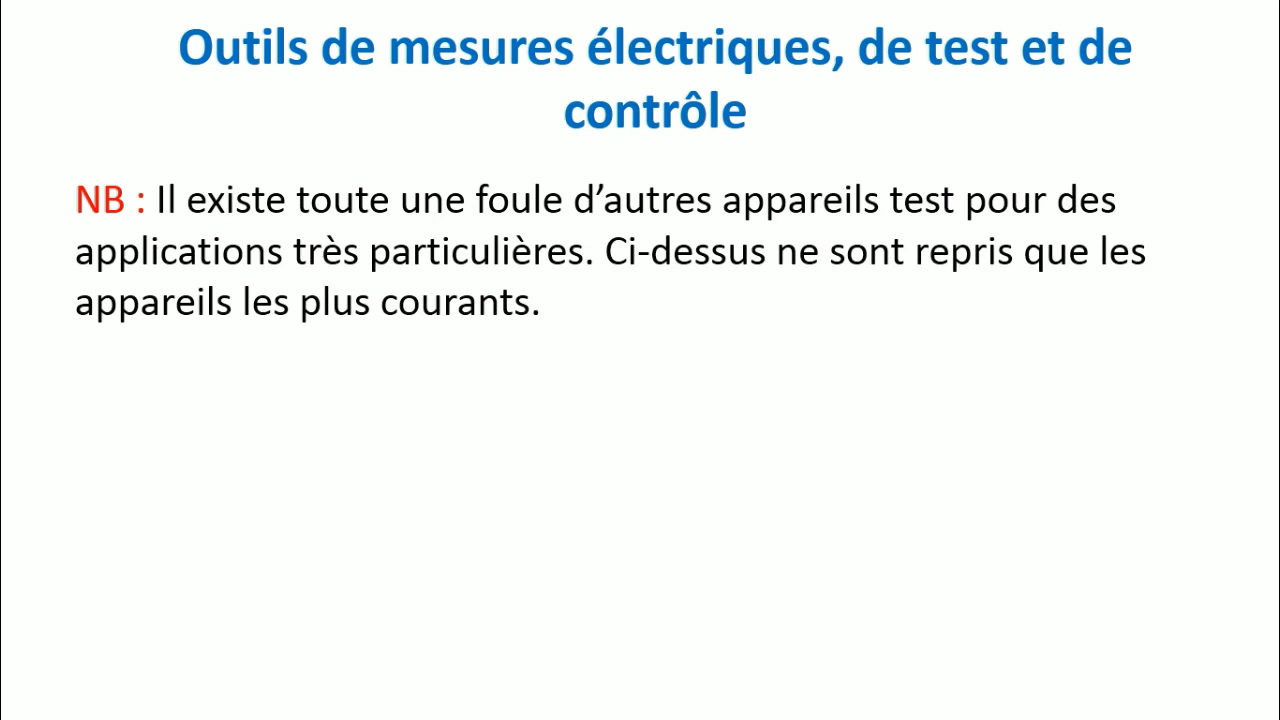 Outils de mesures électriques, de test et de
contrôle
NB : Il existe toute une foule d’autres appareils test pour des
applications très particulières. Ci-dessus ne sont repris que les
appareils les plus courants.